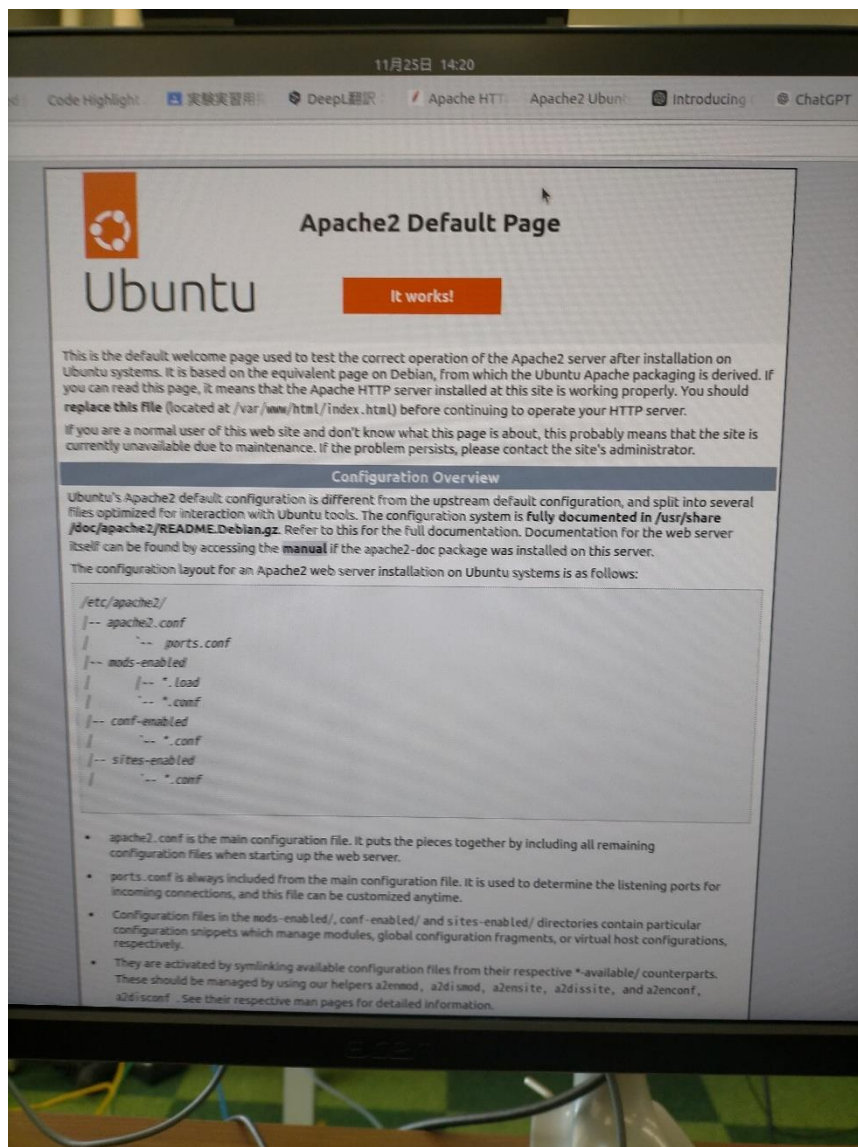 11月25日 14:20
Code Highlight 実験実習用 DeepL翻訳 Apache HTT Apache2 Ubun Introducing ChatGPT
Apache2 Default Page
Ubuntu
It works!
This is the default welcome page used to test the correct operation of the Apache2 server after installation on
Ubuntu systems. It is based on the equivalent page on Debian, from which the Ubuntu Apache packaging is derived. If
you can read this page, it means that the Apache HTTP server installed at this site is working properly. You should
replace this file (located at /var/www/html/index.html) before continuing to operate your HTTP server.
If you are a normal user of this web site and don't know what this page is about, this probably means that the site is
currently unavailable due to maintenance. If the problem persists, please contact the site's administrator.
Configuration Overview
Ubuntu's Apache2 default configuration is different from the upstream default configuration, and split into several
files optimized for interaction with Ubuntu tools. The configuration system is fully documented in /usr/share
/doc/apache2/README.Debian.gz. Refer to this for the full documentation. Documentation for the web server
itself can be found by accessing the manual if the apache2-doc package was installed on this server.
The configuration layout for an Apache2 web server installation on Ubuntu systems is as follows:
/etc/apache2/
|-- apache2.conf
|       `--  ports.conf
|-- mods-enabled
|       |-- *.load
|       `-- *.conf
|-- conf-enabled
|       `-- *.conf
|-- sites-enabled
|       `-- *.conf
• apache2.conf is the main configuration file. It puts the pieces together by including all remaining
configuration files when starting up the web server.
• ports.conf is always included from the main configuration file. It is used to determine the listening ports for
incoming connections, and this file can be customized anytime.
• Configuration files in the mods-enabled/, conf-enabled/ and sites-enabled/ directories contain particular
configuration snippets which manage modules, global configuration fragments, or virtual host configurations,
respectively.
• They are activated by symlinking available configuration files from their respective *-available/ counterparts.
These should be managed by using our helpers a2enmod, a2dismod, a2ensite, a2dissite, and a2enconf,
a2disconf . See their respective man pages for detailed information.
acer